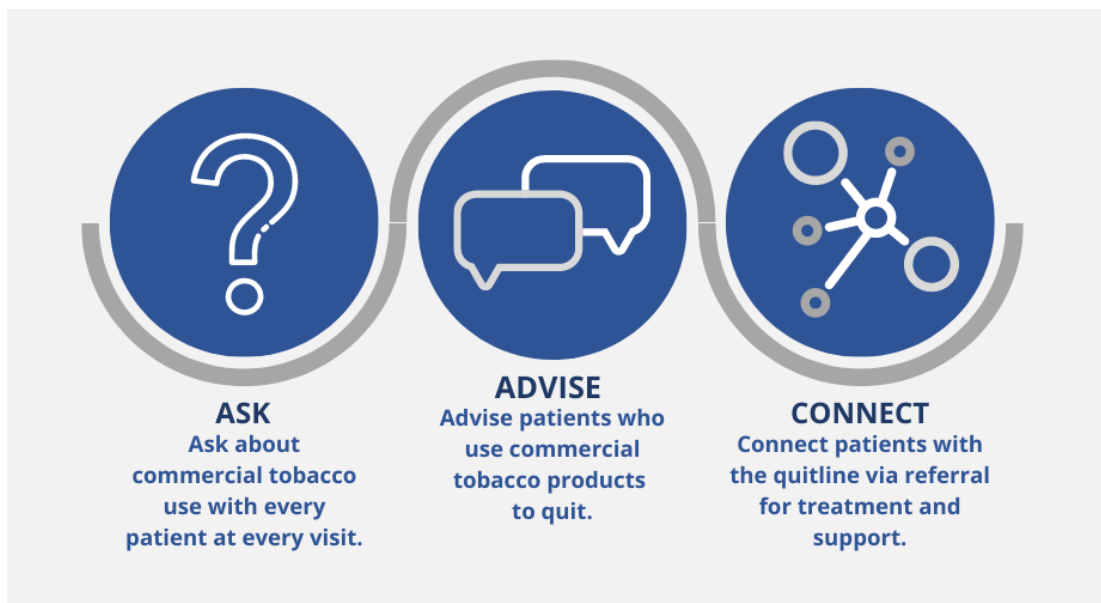 ASK
Ask about
commercial tobacco
use with every
patient at every visit.
ADVISE
Advise patients who
use commercial
tobacco products
to quit.
CONNECT
Connect patients with
the quitline via referral
for treatment and
support.